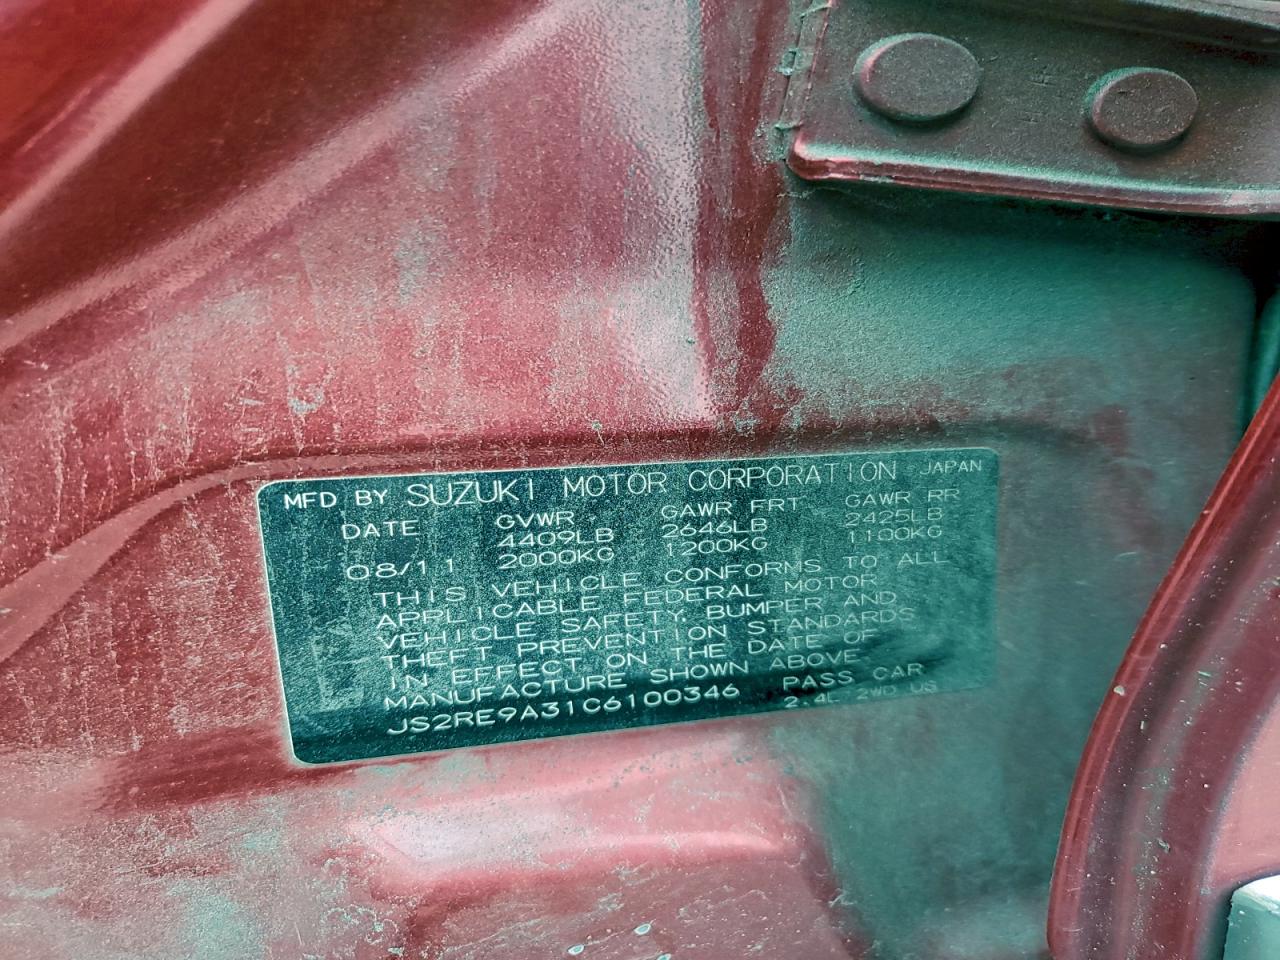 MFD BY SUZUKI MOTOR CORPORATION JAPAN
DATE GVWR GAWR FRT GAWR RR
4409LB 2646LB 2425LB
08/11 2000KG 1200KG 1100KG
THIS VEHICLE CONFORMS TO ALL
APPLICABLE FEDERAL MOTOR
VEHICLE SAFETY, BUMPER AND
THEFT PREVENTION STANDARDS
IN EFFECT ON THE DATE OF
MANUFACTURE SHOWN ABOVE
JS2RE9A31C6100346 PASS CAR
2.4L 2WD US